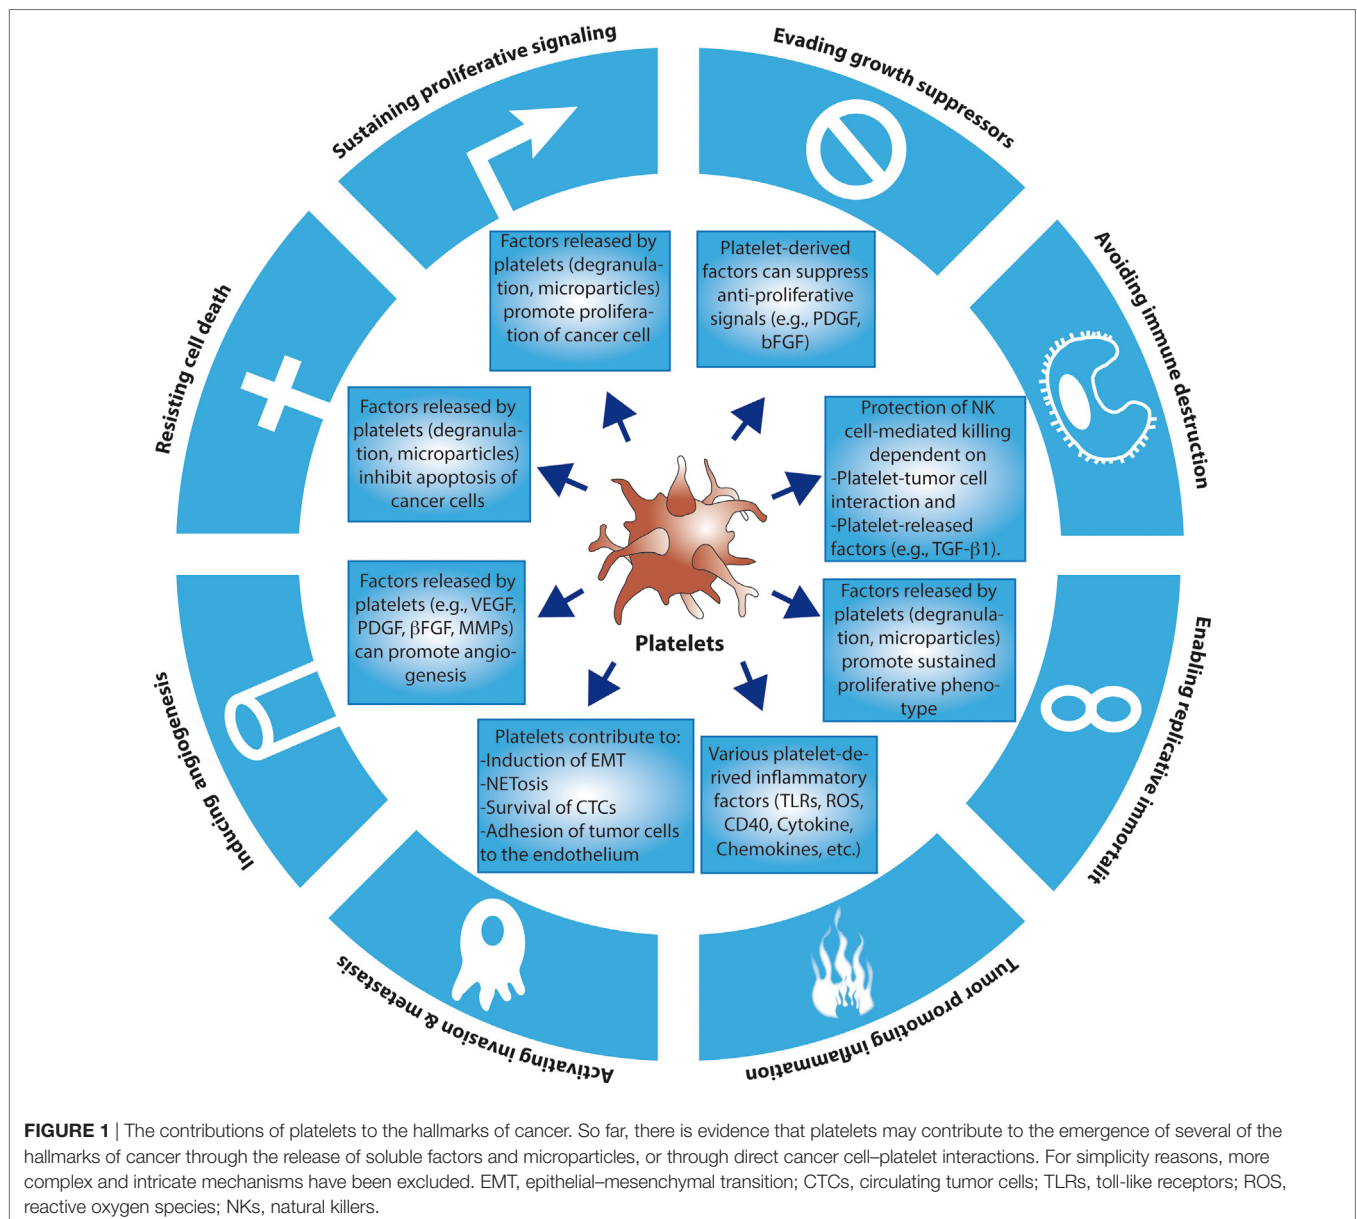 Sustaining proliferative signaling
Evading growth suppressors
Avoiding immune destruction
Enabling replicative immortalit
Tumor promoting inflammation
Activating invasion & metastasis
Inducing angiogenesis
Resisting cell death
Factors released by
platelets (degranula-
tion, microparticles)
promote prolifera-
tion of cancer cell
Platelet-derived
factors can suppress
anti-proliferative
signals (e.g., PDGF,
bFGF)
Protection of NK
cell-mediated killing
dependent on
-Platelet-tumor cell
interaction and
-Platelet-released
factors (e.g., TGF-β1).
Factors released by
platelets (degranula-
tion, microparticles)
promote sustained
proliferative pheno-
type
Various platelet-de-
rived inflammatory
factors (TLRs, ROS,
CD40, Cytokine,
Chemokines, etc.)
Platelets contribute to:
-Induction of EMT
-NETosis
-Survival of CTCs
-Adhesion of tumor cells
to the endothelium
Factors released by
platelets (e.g., VEGF,
PDGF, βFGF, MMPs)
can promote angio-
genesis
Factors released by
platelets (degranula-
tion, microparticles)
inhibit apoptosis of
cancer cells
Platelets
FIGURE 1 | The contributions of platelets to the hallmarks of cancer. So far, there is evidence that platelets may contribute to the emergence of several of the
hallmarks of cancer through the release of soluble factors and microparticles, or through direct cancer cell–platelet interactions. For simplicity reasons, more
complex and intricate mechanisms have been excluded. EMT, epithelial–mesenchymal transition; CTCs, circulating tumor cells; TLRs, toll-like receptors; ROS,
reactive oxygen species; NKs, natural killers.